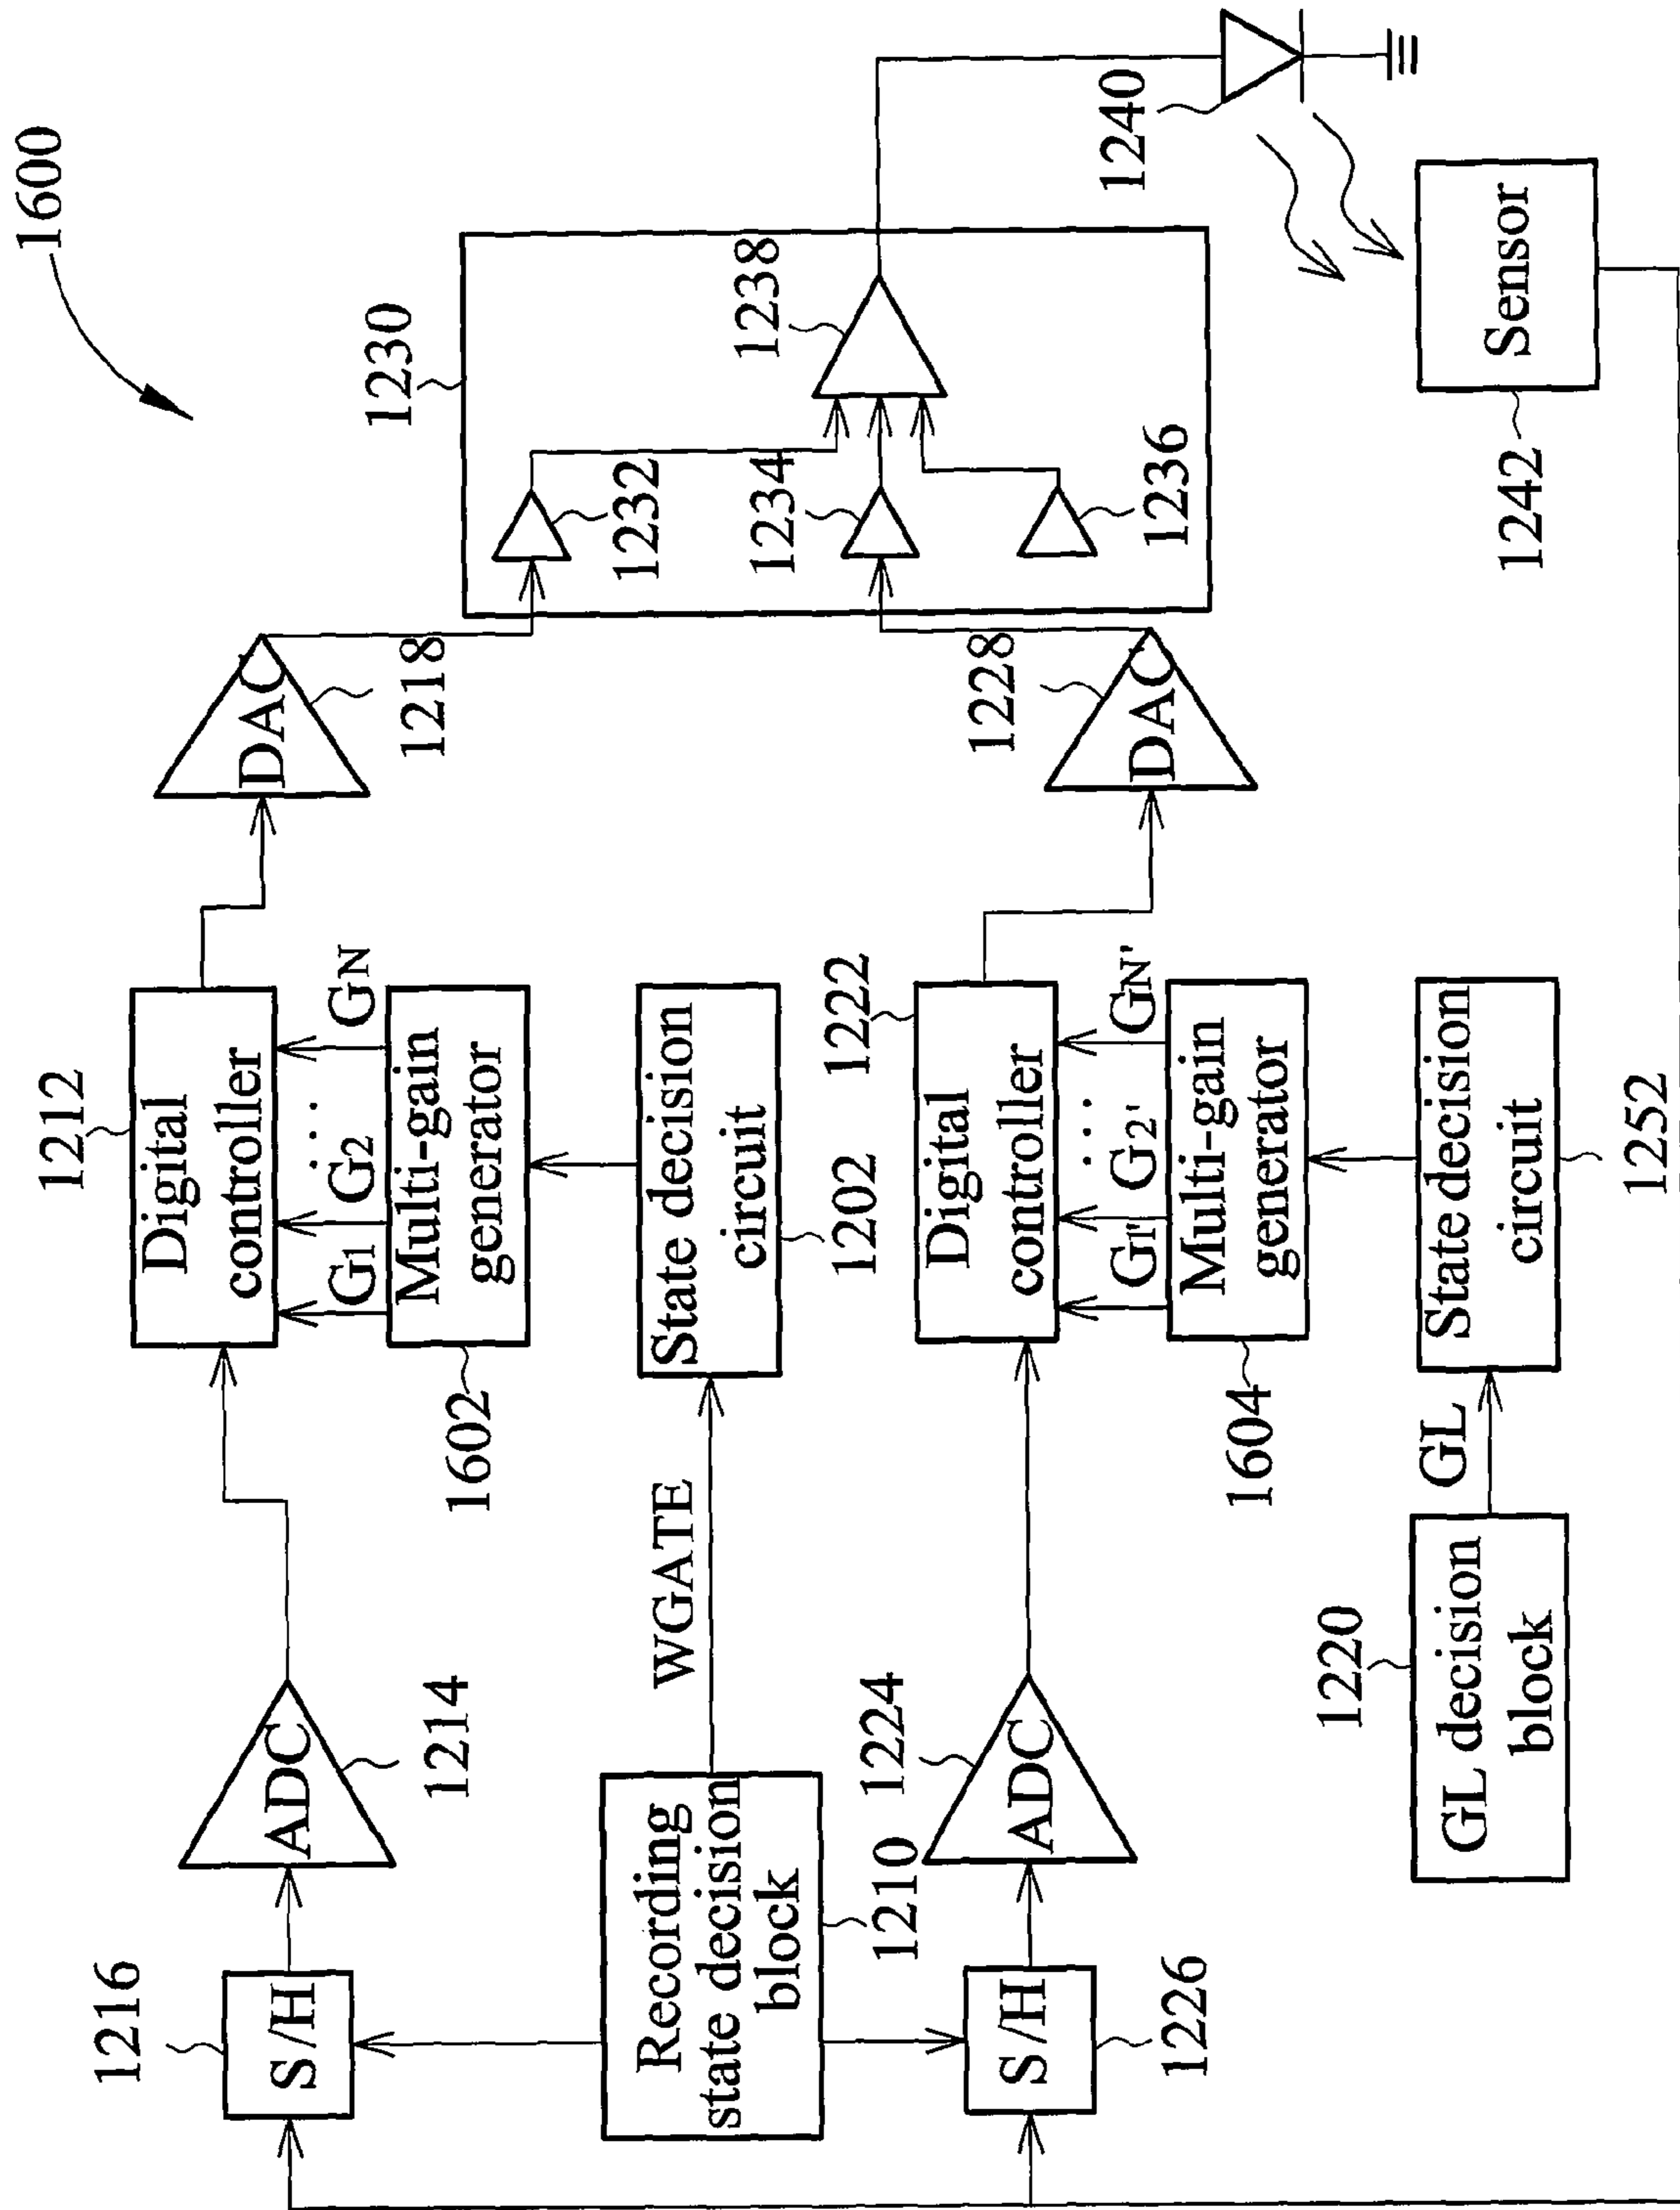 1600
1216
S/H
1214
ADC
1212
Digital
controller
G1 G2 .... GN
1602
Multi-gain
generator
1218
DAC
1230
1232
1234
1236
1238
1240
Recording
state decision
block
1210
WGATE
State decision
circuit
1202
1226
S/H
1224
ADC
1222
Digital
controller
G1' G2' .... GN'
1604
Multi-gain
generator
1228
DAC
1220
GL decision
block
GL
State decision
circuit
1252
1242
Sensor